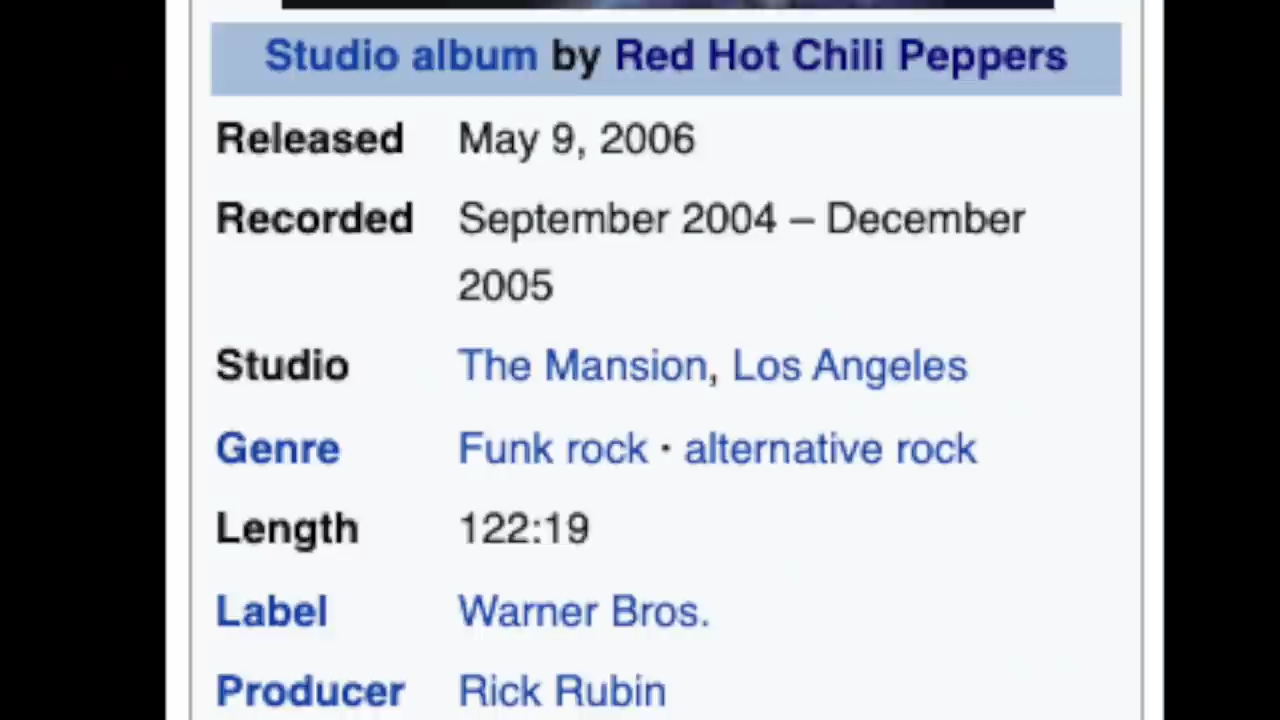 Studio album by Red Hot Chili Peppers
Released May 9, 2006
Recorded September 2004 – December
2005
Studio The Mansion, Los Angeles
Genre Funk rock · alternative rock
Length 122:19
Label Warner Bros.
Producer Rick Rubin